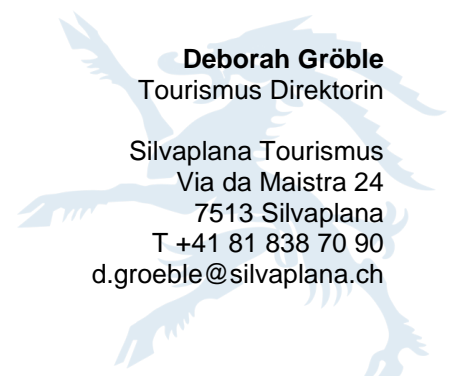 Deborah Gröble
Tourismus Direktorin
Silvaplana Tourismus
Via da Maistra 24
7513 Silvaplana
T +41 81 838 70 90
d.groeble@silvaplana.ch